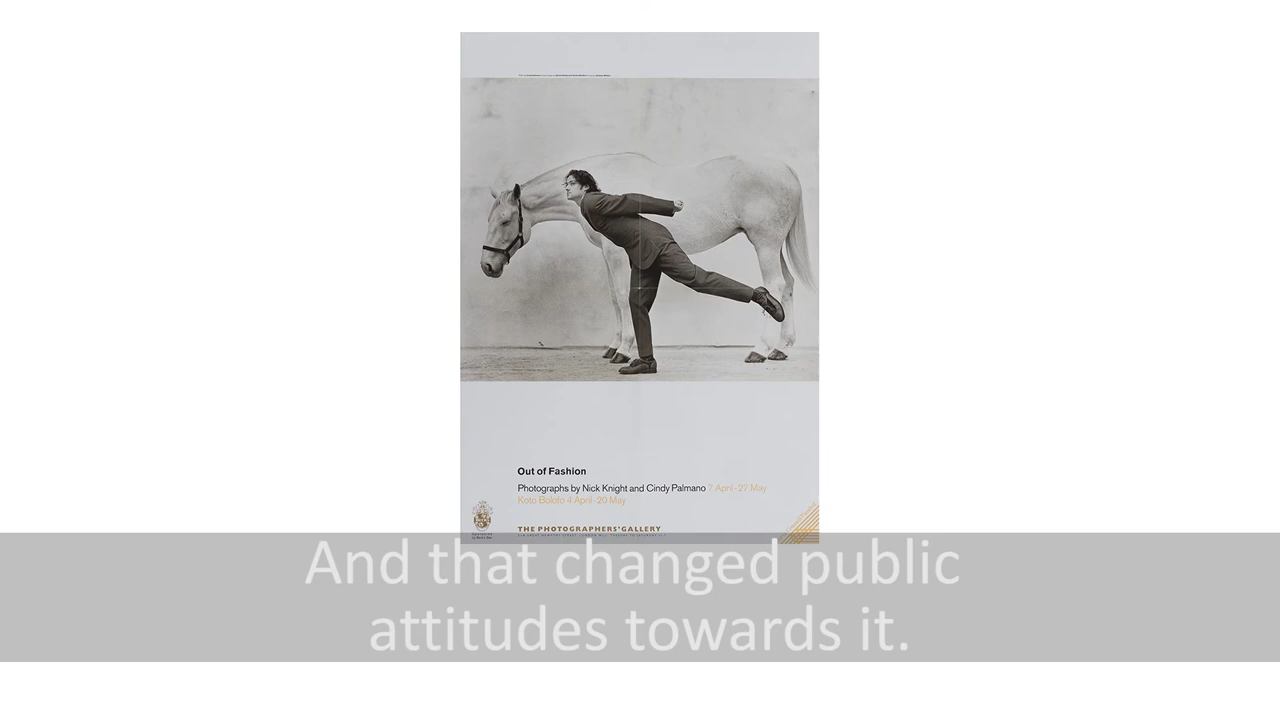 Out of Fashion
Photographs by Nick Knight and Cindy Palmano 7 April - 27 May
Koto Bolofo 4 April - 20 May
THE PHOTOGRAPHERS' GALLERY
And that changed public
attitudes towards it.